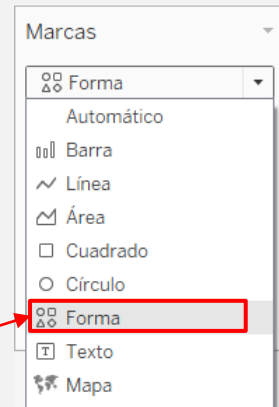 Marcas
Forma
Automático
Barra
Línea
Área
Cuadrado
Círculo
Forma
Texto
Mapa